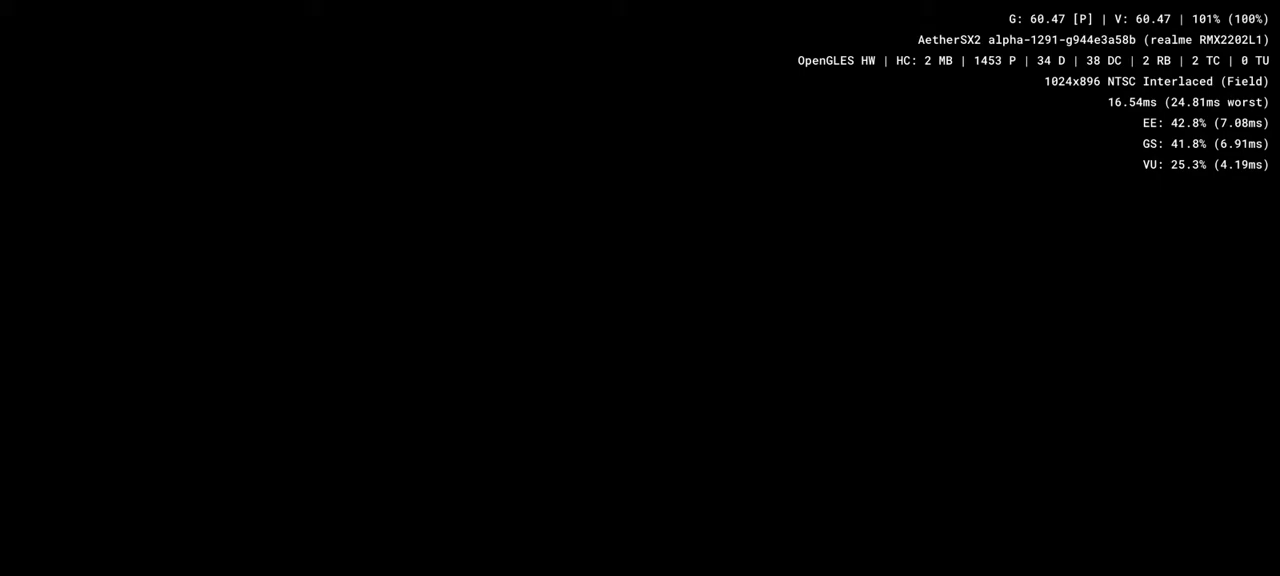 G: 60.47 [P] | V: 60.47 | 101% (100%)
AetherSX2 alpha-1291-g944e3a58b (realme RMX2202L1)
OpenGLES HW | HC: 2 MB | 1453 P | 34 D | 38 DC | 2 RB | 2 TC | 0 TU
1024x896 NTSC Interlaced (Field)
16.54ms (24.81ms worst)
EE: 42.8% (7.08ms)
GS: 41.8% (6.91ms)
VU: 25.3% (4.19ms)